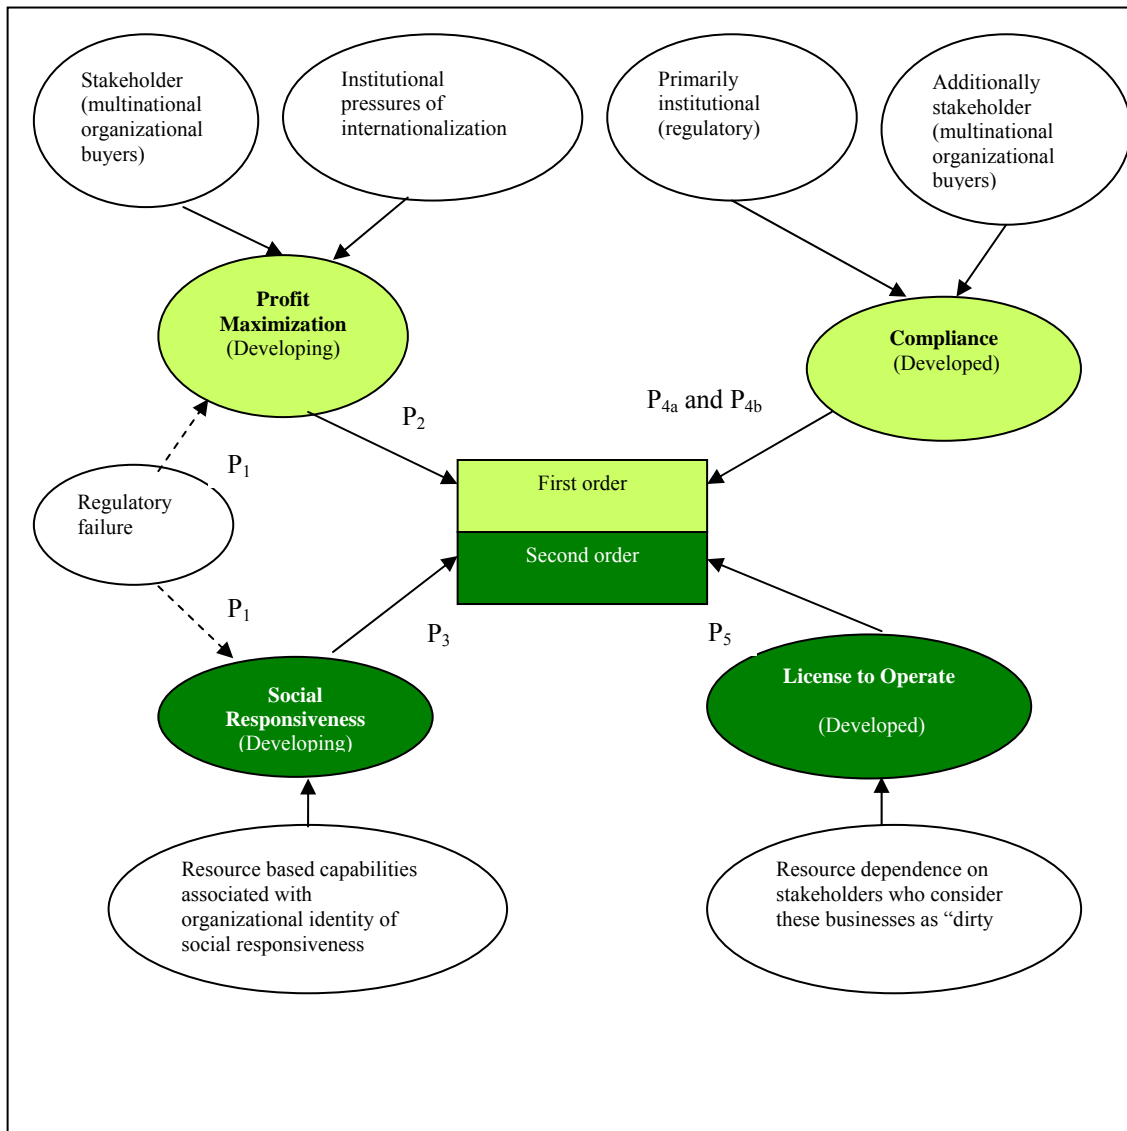 Stakeholder
(multinational
organizational
buyers)
Institutional
pressures of
internationalization
Primarily
institutional
(regulatory)
Additionally
stakeholder
(multinational
organizational
buyers)
Profit
Maximization
(Developing)
Compliance
(Developed)
P4a and P4b
P2
P1
Regulatory
failure
First order
Second order
P1
P3
P5
Social
Responsiveness
(Developing)
License to Operate
(Developed)
Resource based capabilities
associated with
organizational identity of
social responsiveness
Resource dependence on
stakeholders who consider
these businesses as “dirty